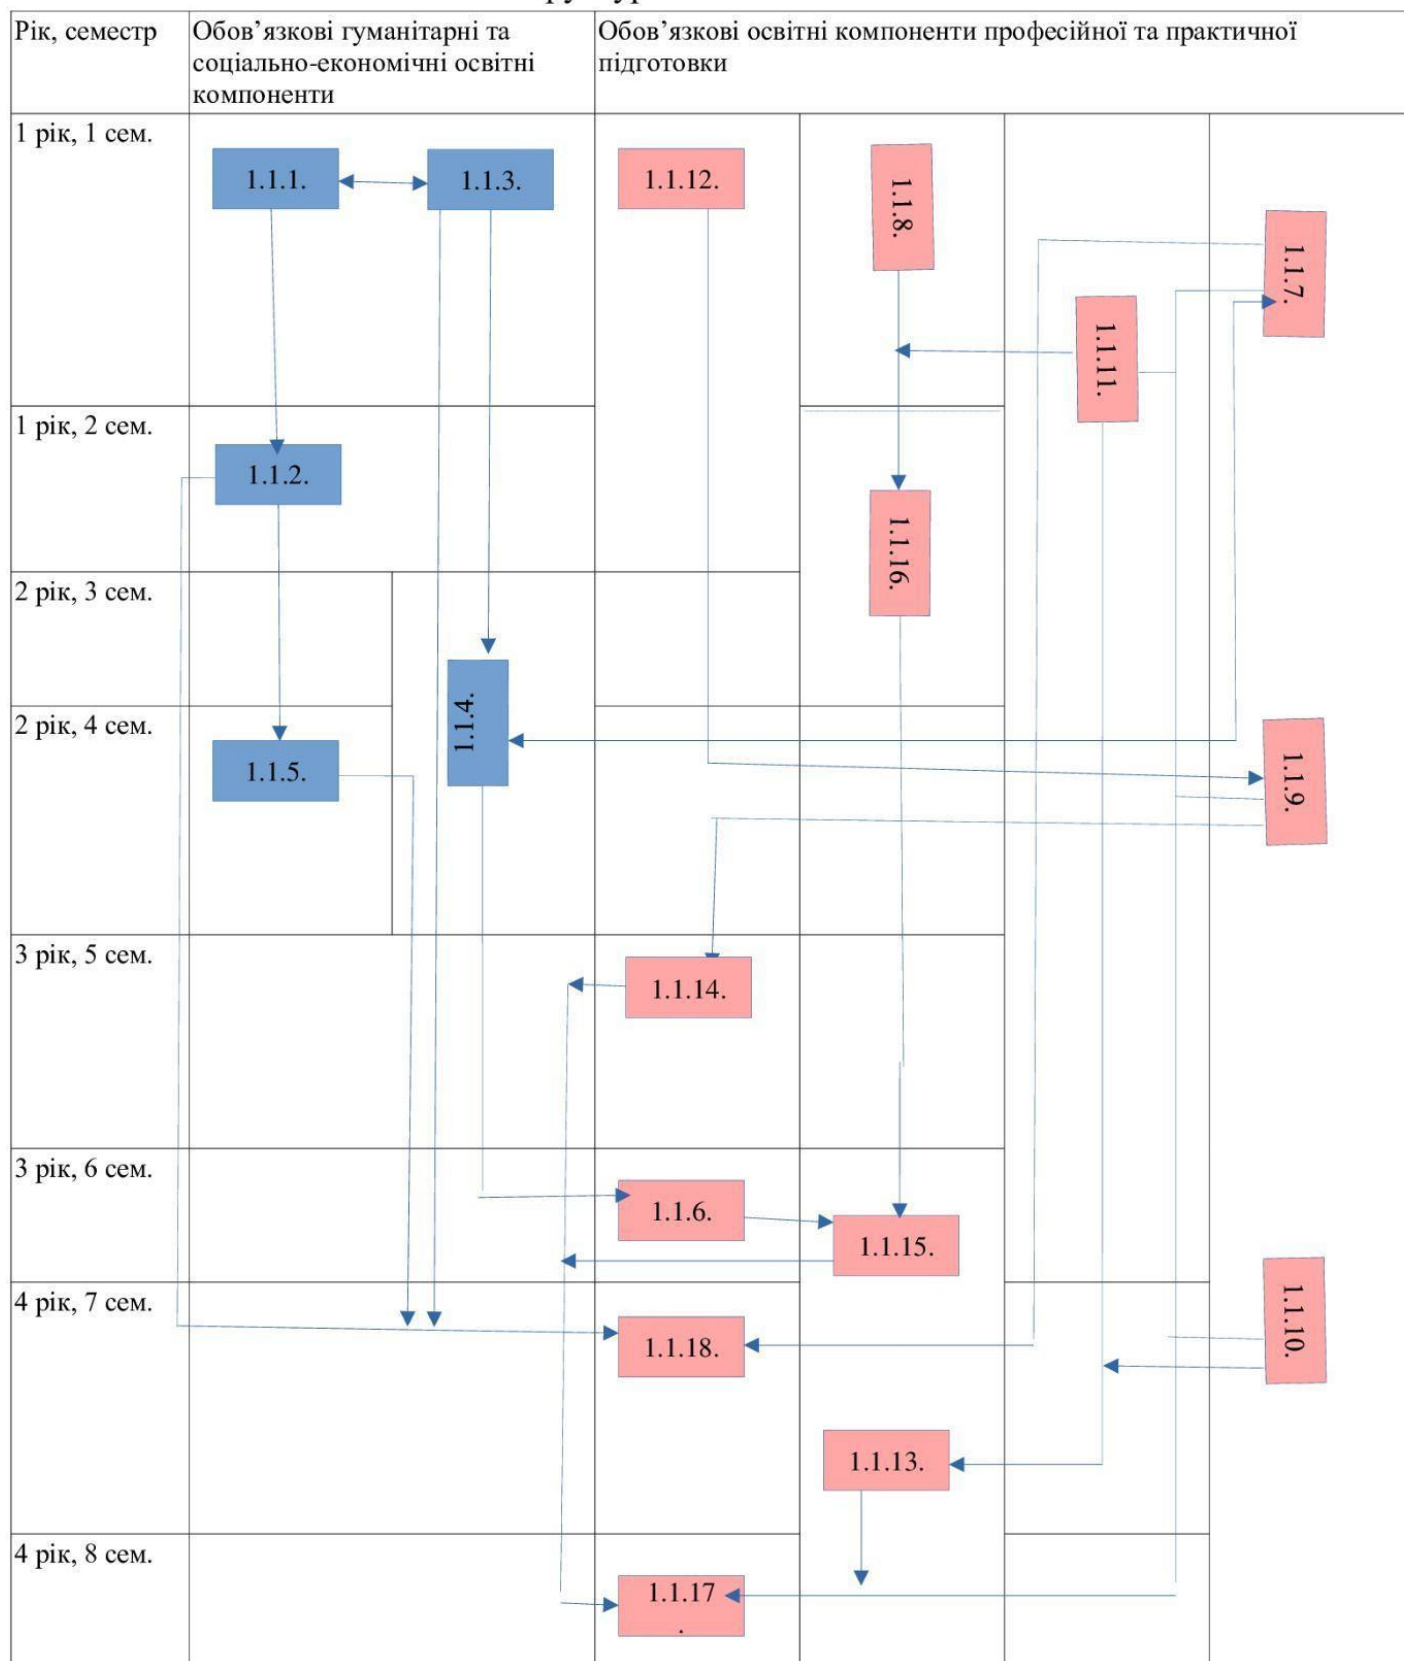 Рік, семестр
Обов’язкові гуманітарні та
соціально-економічні освітні
компоненти
Обов’язкові освітні компоненти професійної та практичної
підготовки
1 рік, 1 сем.
1.1.1.
1.1.3.
1.1.12.
1.1.8.
1.1.7.
1.1.11.
1 рік, 2 сем.
1.1.2.
1.1.16.
2 рік, 3 сем.
1.1.4.
2 рік, 4 сем.
1.1.5.
1.1.9.
3 рік, 5 сем.
1.1.14.
3 рік, 6 сем.
1.1.6.
1.1.15.
4 рік, 7 сем.
1.1.18.
1.1.10.
1.1.13.
4 рік, 8 сем.
1.1.17
.